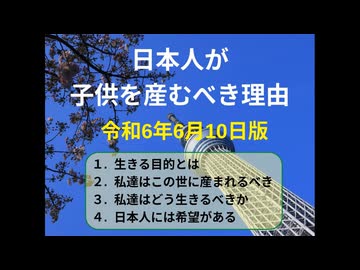 日本人が
子供を産むべき理由
令和6年6月10日版
1. 生きる目的とは
2. 私達はこの世に産まれるべき
3. 私達はどう生きるべきか
4. 日本人には希望がある